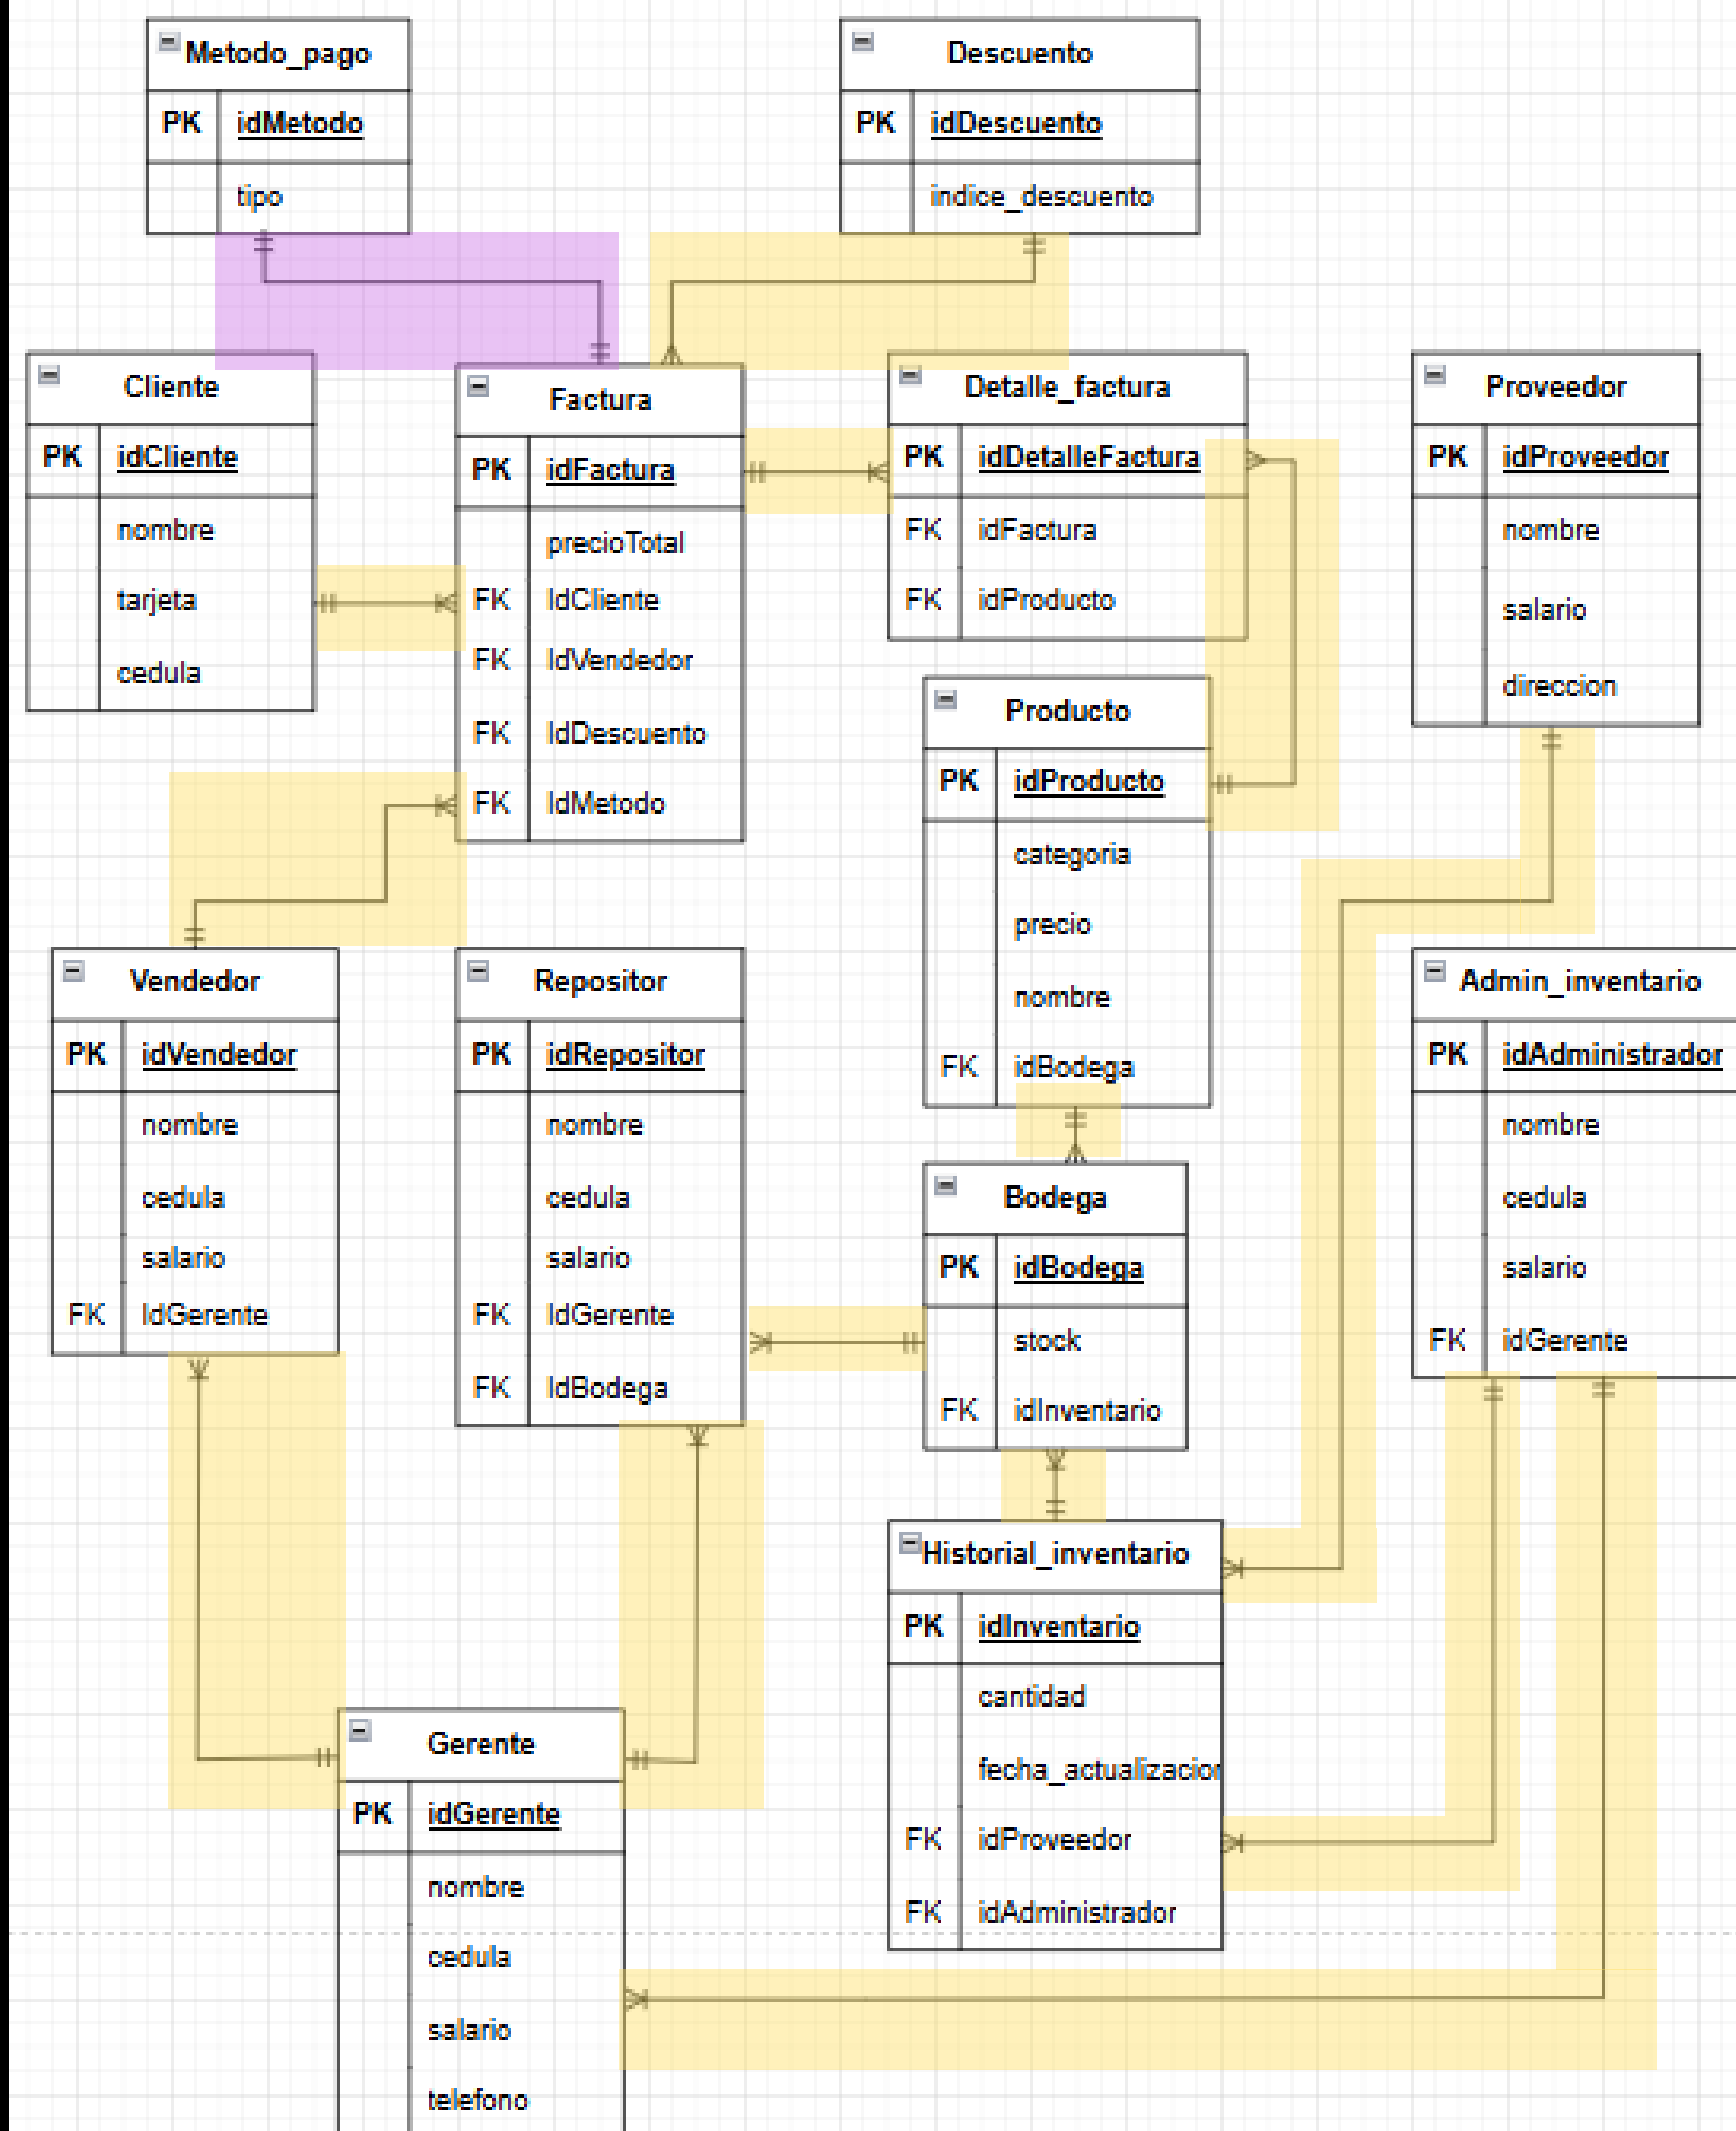 Metodo_pago
PK idMetodo
tipo
Descuento
PK idDescuento
indice_descuento
Cliente
PK idCliente
nombre
tarjeta
cedula
Factura
PK idFactura
precioTotal
FK IdCliente
FK IdVendedor
FK IdDescuento
FK IdMetodo
Detalle_factura
PK idDetalleFactura
FK idFactura
FK idProducto
Proveedor
PK idProveedor
nombre
salario
direccion
Producto
PK idProducto
categoria
precio
nombre
FK idBodega
Vendedor
PK idVendedor
nombre
cedula
salario
FK IdGerente
Repositor
PK idRepositor
nombre
cedula
salario
FK IdGerente
FK IdBodega
Admin_inventario
PK idAdministrador
nombre
cedula
salario
FK idGerente
Bodega
PK idBodega
stock
FK idInventario
Historial_inventario
PK idInventario
cantidad
fecha_actualizacion
FK idProveedor
FK idAdministrador
Gerente
PK idGerente
nombre
cedula
salario
telefono